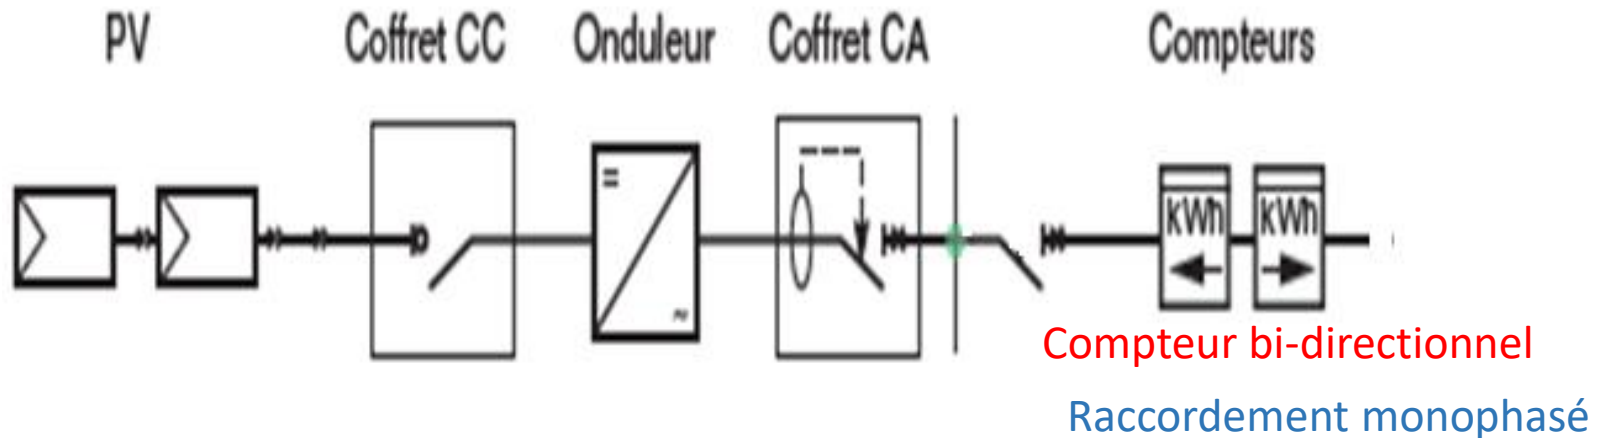 PV Coffret CC Onduleur Coffret CA Compteurs
= ~ kWh kWh
Compteur bi-directionnel
Raccordement monophasé